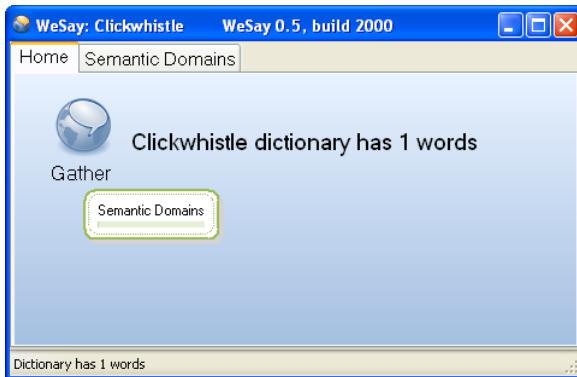 WeSay: Clickwhistle WeSay 0.5, build 2000
Home Semantic Domains
Clickwhistle dictionary has 1 words
Gather
Semantic Domains
Dictionary has 1 words